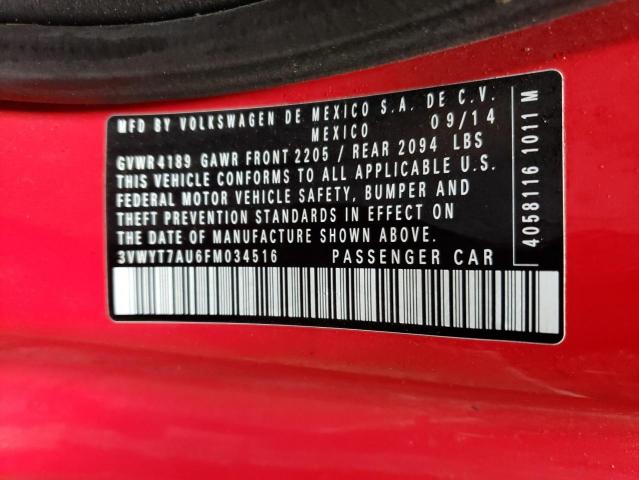 MFD BY VOLKSWAGEN DE MEXICO S.A. DE C.V.
MEXICO 09/14
GVWR4189 GAWR FRONT 2205 / REAR 2094 LBS
THIS VEHICLE CONFORMS TO ALL APPLICABLE U.S.
FEDERAL MOTOR VEHICLE SAFETY, BUMPER AND
THEFT PREVENTION STANDARDS IN EFFECT ON
THE DATE OF MANUFACTURE SHOWN ABOVE.
3VWYT7AU6FM034516 PASSENGER CAR
4058116 1011 M